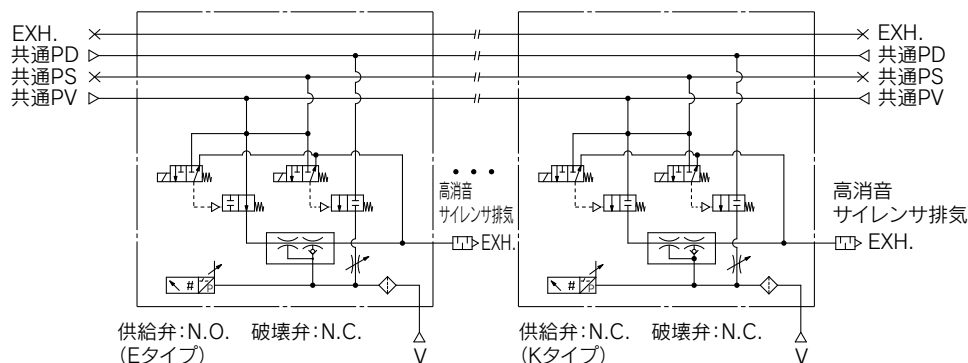 EXH.
共通PD
共通PS
共通PV
EXH.
共通PD
共通PS
共通PV
高消音
サイレンサ排気
EXH.
高消音
サイレンサ排気
EXH.
# P
# P
供給弁:N.O.
(Eタイプ)
破壊弁:N.C.
V
供給弁:N.C.
(Kタイプ)
破壊弁:N.C.
V